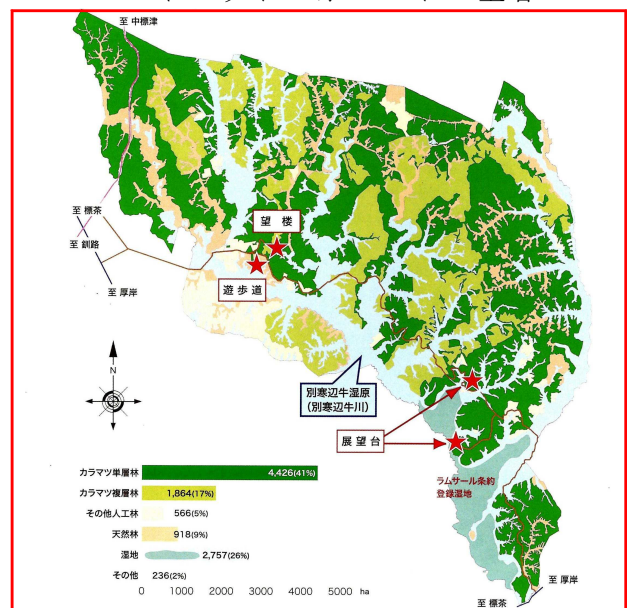 至 中標津
至 標茶
至 釧路
至 厚岸
望 楼
遊 歩 道
N
別寒辺牛湿原
(別寒辺牛川)
展 望 台
ラムサール条約
登録湿地
カラマツ単層林 4,426(41%)
カラマツ複層林 1,864(17%)
その他人工林 566(5%)
天然林 918(9%)
湿地 2,757(26%)
その他 236(2%)
0 1000 2000 3000 4000 5000 ha
至 厚岸
至 標茶